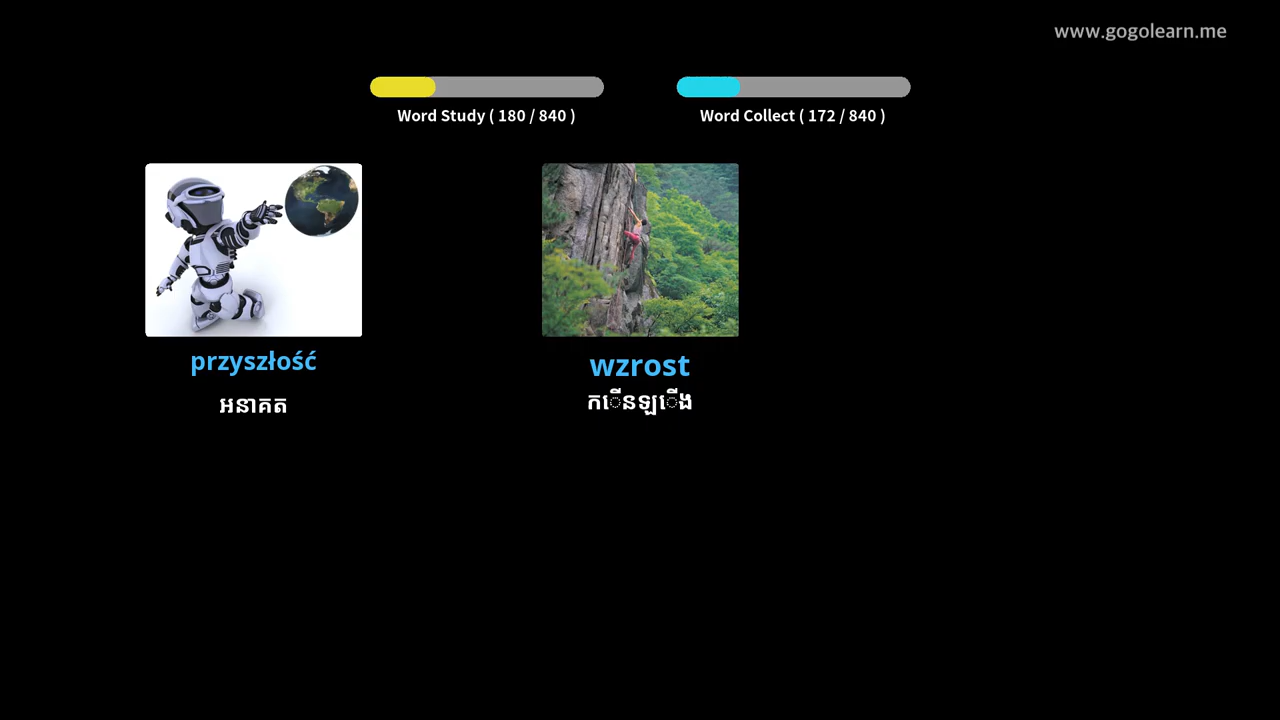 www.gogolearn.me
Word Study ( 180 / 840 )
Word Collect ( 172 / 840 )
przyszłość
អនាគត
wzrost
កើនឡើង